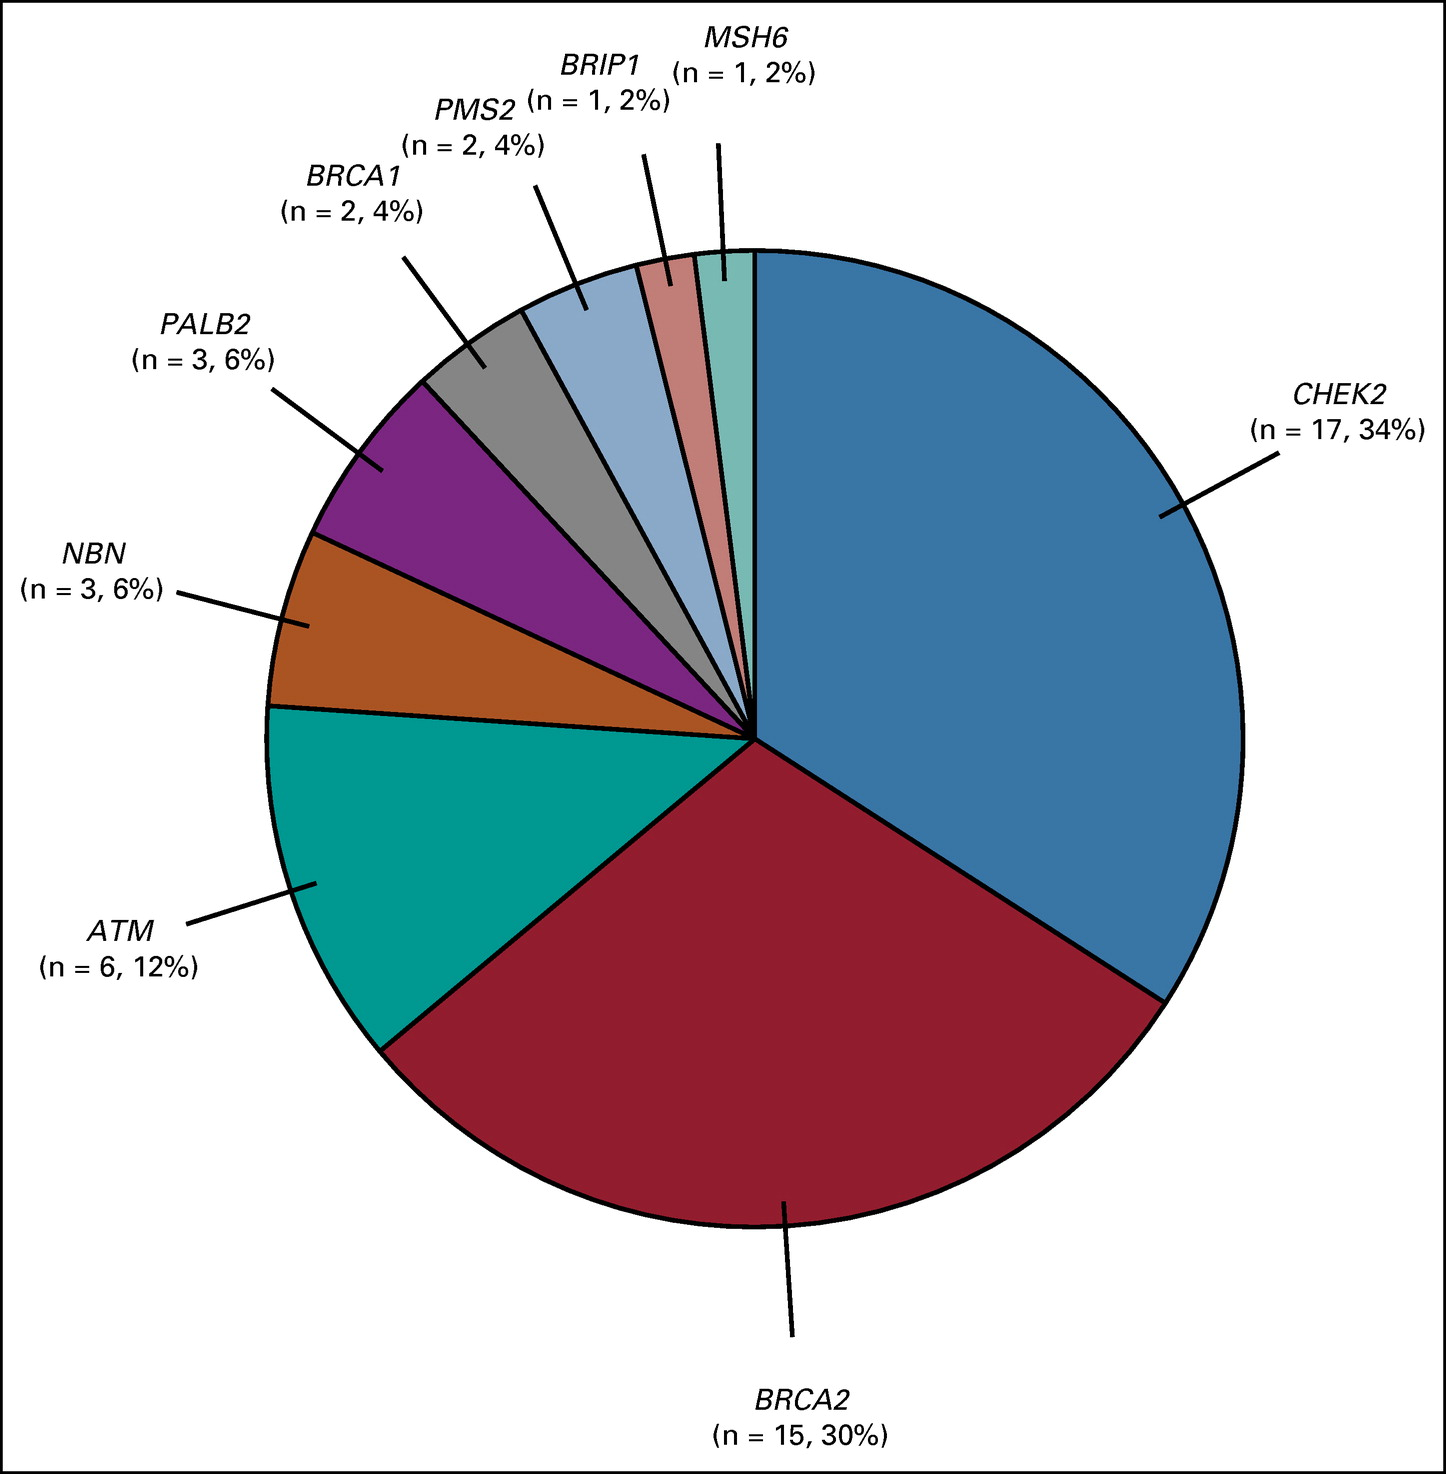 MSH6
(n = 1, 2%)
BRIP1
(n = 1, 2%)
PMS2
(n = 2, 4%)
BRCA1
(n = 2, 4%)
PALB2
(n = 3, 6%)
CHEK2
(n = 17, 34%)
NBN
(n = 3, 6%)
ATM
(n = 6, 12%)
BRCA2
(n = 15, 30%)